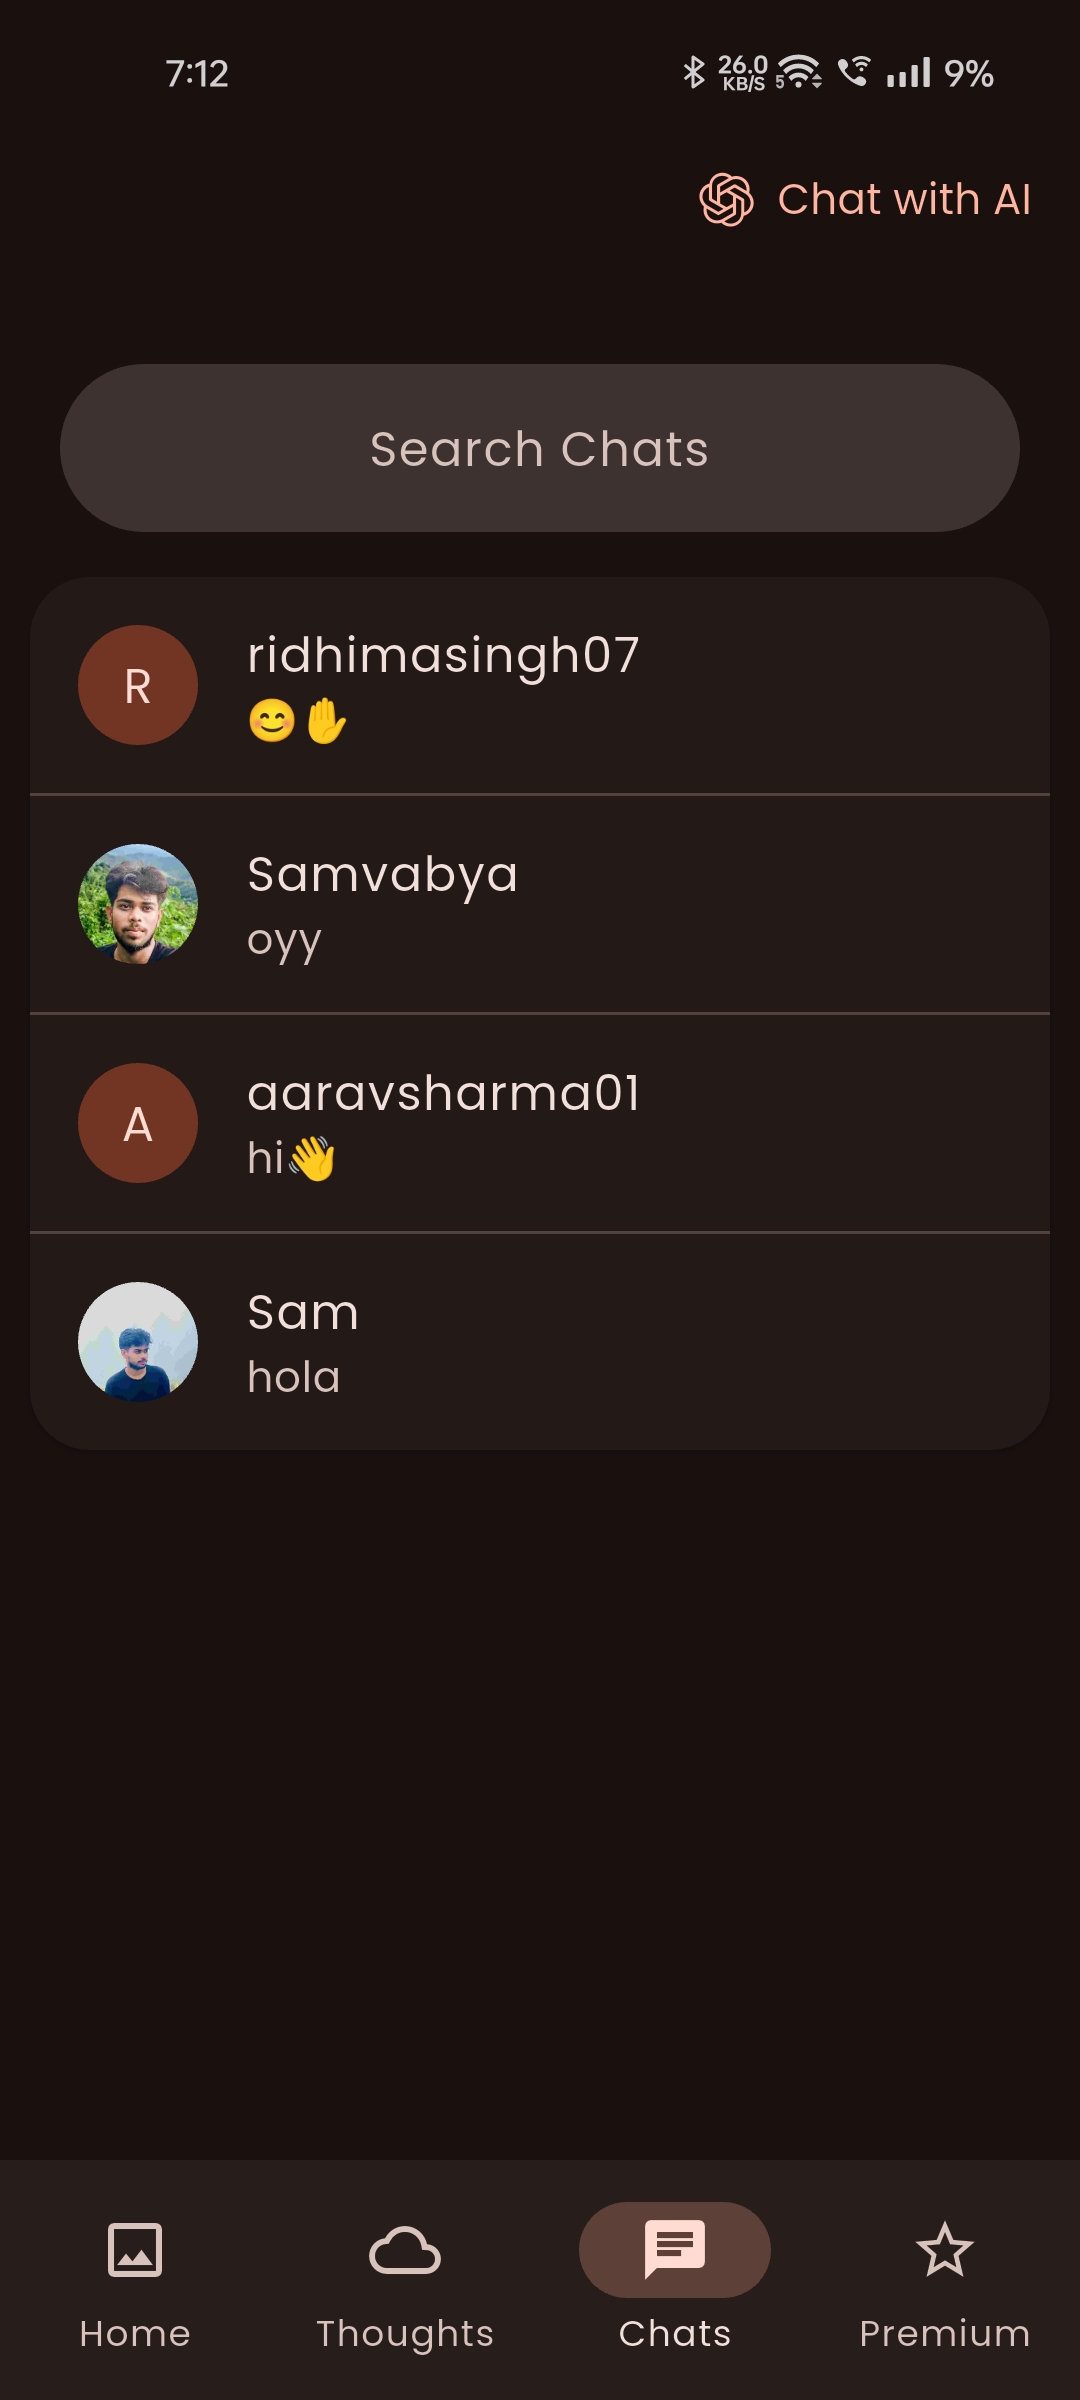 7:12 26.0 KB/S 5 9%
Chat with AI
Search Chats
R
ridhimasingh07
😊✋
Samvabya
oyy
A
aaravsharma01
hi👋
Sam
hola
Home Thoughts Chats Premium